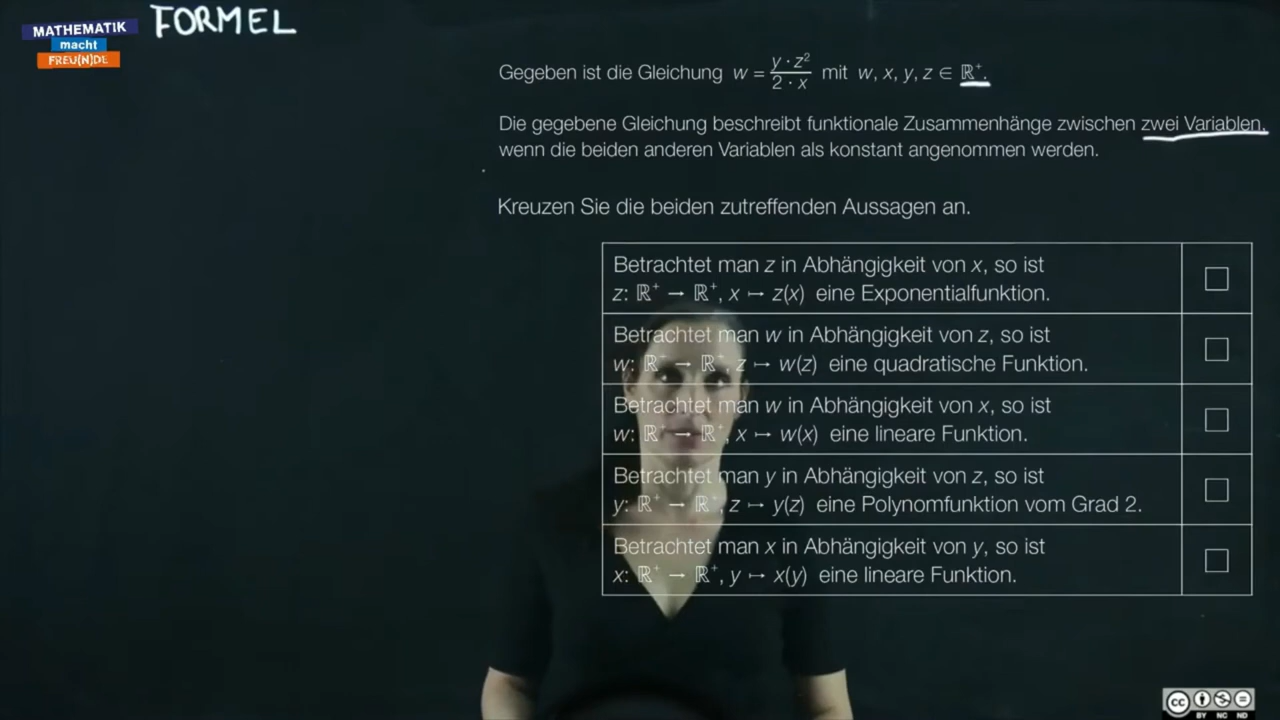 MATHEMATIK
macht
FREU(N)DE
FORMEL
Gegeben ist die Gleichung w = y · z² / 2 · x mit w, x, y, z ∈ ℝ⁺.
Die gegebene Gleichung beschreibt funktionale Zusammenhänge zwischen zwei Variablen,
wenn die beiden anderen Variablen als konstant angenommen werden.
Kreuzen Sie die beiden zutreffenden Aussagen an.
Betrachtet man z in Abhängigkeit von x, so ist
z: ℝ⁺ → ℝ⁺, x ↦ z(x) eine Exponentialfunktion.
Betrachtet man w in Abhängigkeit von z, so ist
w: ℝ⁺ → ℝ⁺, z ↦ w(z) eine quadratische Funktion.
Betrachtet man w in Abhängigkeit von x, so ist
w: ℝ⁺ → ℝ⁺, x ↦ w(x) eine lineare Funktion.
Betrachtet man y in Abhängigkeit von z, so ist
y: ℝ⁺ → ℝ⁺, z ↦ y(z) eine Polynomfunktion vom Grad 2.
Betrachtet man x in Abhängigkeit von y, so ist
x: ℝ⁺ → ℝ⁺, y ↦ x(y) eine lineare Funktion.
cc BY NC ND